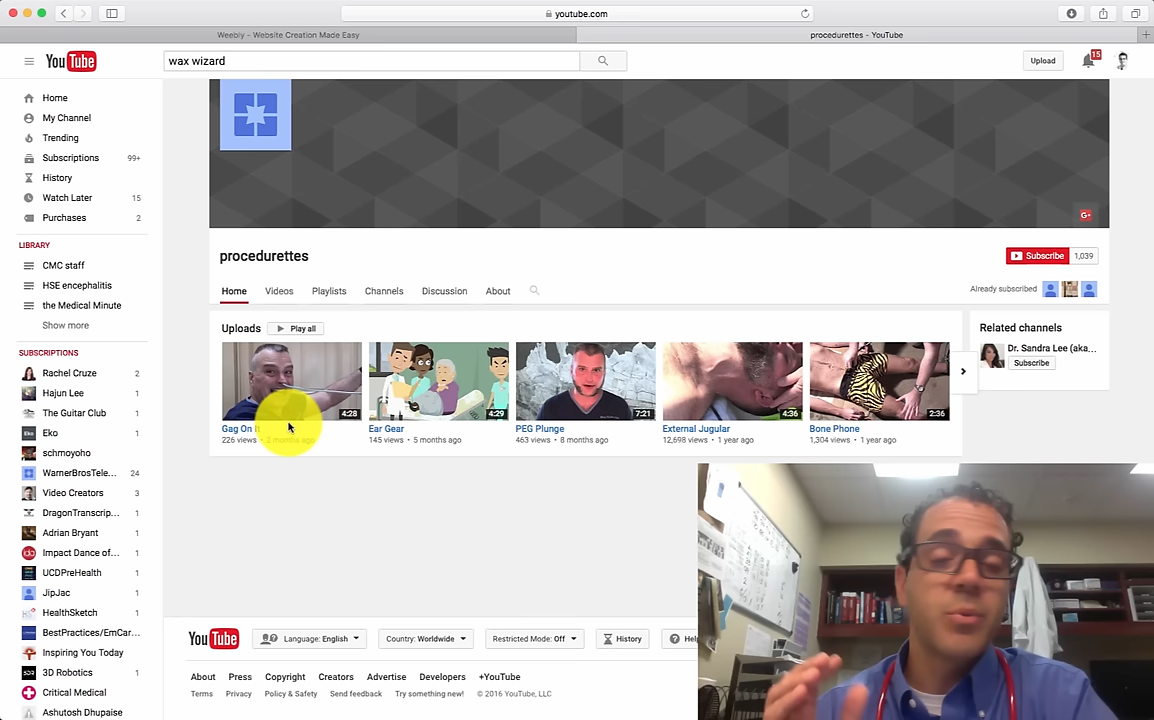 youtube.com
Weebly - Website Creation Made Easy
procedurettes - YouTube
YouTube
wax wizard
Upload
15
Home
My Channel
Trending
Subscriptions 99+
History
Watch Later 15
Purchases 2
LIBRARY
CMC staff
HSE encephalitis
the Medical Minute
Show more
SUBSCRIPTIONS
Rachel Cruze 2
Hajun Lee 1
The Guitar Club 1
Eko 1
schmoyoho
WarnerBrosTele... 24
Video Creators 3
DragonTranscrip... 1
Adrian Bryant 1
Impact Dance of... 1
UCDPreHealth 1
JipJac 1
HealthSketch 1
BestPractices/EmCar...
Inspiring You Today
3D Robotics 1
Critical Medical
Ashutosh Dhupaise
G+
procedurettes
Subscribe 1,039
Home Videos Playlists Channels Discussion About
Already subscribed
Uploads Play all
4:28 4:29 7:21 4:36 2:36
Gag On It Ear Gear PEG Plunge External Jugular Bone Phone
226 views • 2 months ago 145 views • 5 months ago 463 views • 8 months ago 12,698 views • 1 year ago 1,304 views • 1 year ago
Related channels
Dr. Sandra Lee (aka...
Subscribe
YouTube
Language: English
Country: Worldwide
Restricted Mode: Off
History
Help
About Press Copyright Creators Advertise Developers +YouTube
Terms Privacy Policy & Safety Send feedback Try something new! © 2016 YouTube, LLC